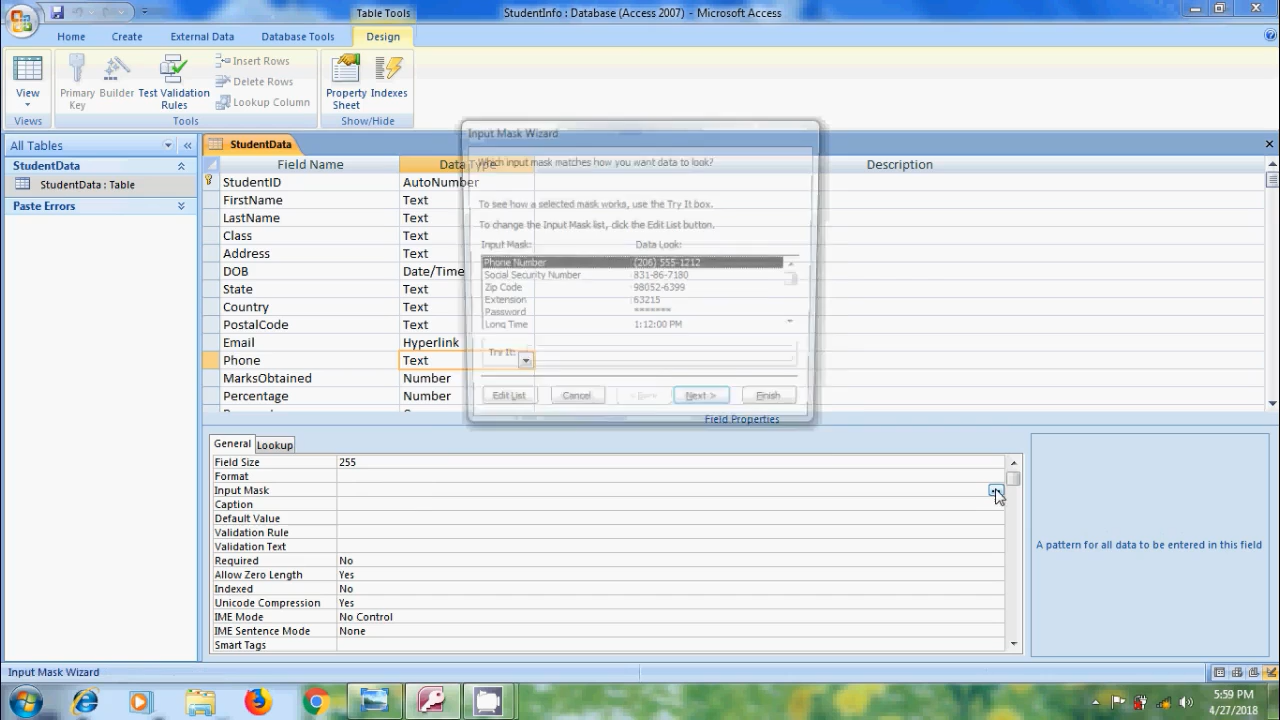 Table Tools
StudentInfo : Database (Access 2007) - Microsoft Access
Home Create External Data Database Tools Design
View
Primary Key
Builder
Test Validation Rules
Insert Rows
Delete Rows
Lookup Column
Property Sheet
Indexes
Views Tools Show/Hide
All Tables
StudentData
StudentData : Table
Paste Errors
StudentData
Field Name Data Type Description
StudentID AutoNumber
FirstName Text
LastName Text
Class Text
Address Text
DOB Date/Time
State Text
Country Text
PostalCode Text
Email Hyperlink
Phone Text
MarksObtained Number
Percentage Number
Input Mask Wizard
Which input mask matches how you want data to look?
To see how a selected mask works, use the Try It box.
To change the Input Mask list, click the Edit List button.
Input Mask: Data Look:
Phone Number (206) 555-1212
Social Security Number 831-86-7180
Zip Code 98052-6399
Extension 63215
Password *******
Long Time 1:12:00 PM
Try It:
Edit List Cancel < Back Next > Finish
Field Properties
General Lookup
Field Size 255
Format
Input Mask
Caption
Default Value
Validation Rule
Validation Text
Required No
Allow Zero Length Yes
Indexed No
Unicode Compression Yes
IME Mode No Control
IME Sentence Mode None
Smart Tags
A pattern for all data to be entered in this field
Input Mask Wizard
5:59 PM
4/27/2018